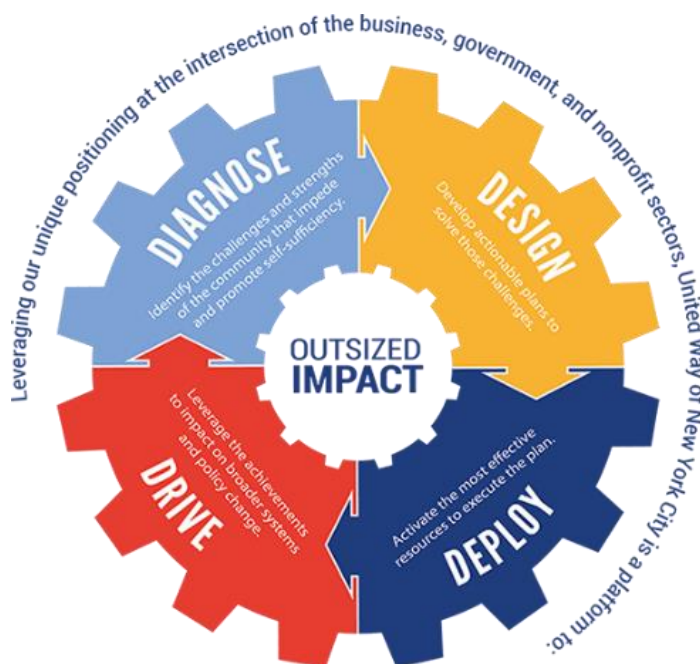 Leveraging our unique positioning at the intersection of the business, government, and nonprofit sectors, United Way of New York City is a platform to:
DIAGNOSE
Identify the challenges and strengths
of the community that impede
and promote self-sufficiency.
DESIGN
Develop actionable plans to
solve those challenges.
OUTSIZED
IMPACT
Activate the most effective
resources to execute the plan.
DEPLOY
Leverage the achievements
to impact on broader systems
and policy change.
DRIVE